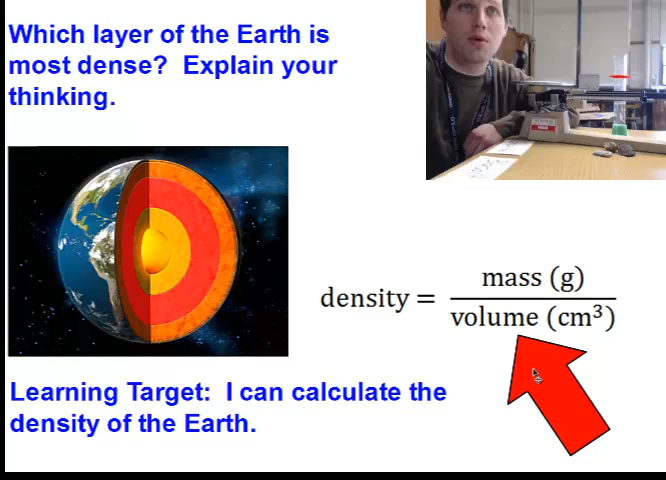 Which layer of the Earth is
most dense? Explain your
thinking.
density = mass (g)
volume (cm³)
Learning Target: I can calculate the
density of the Earth.